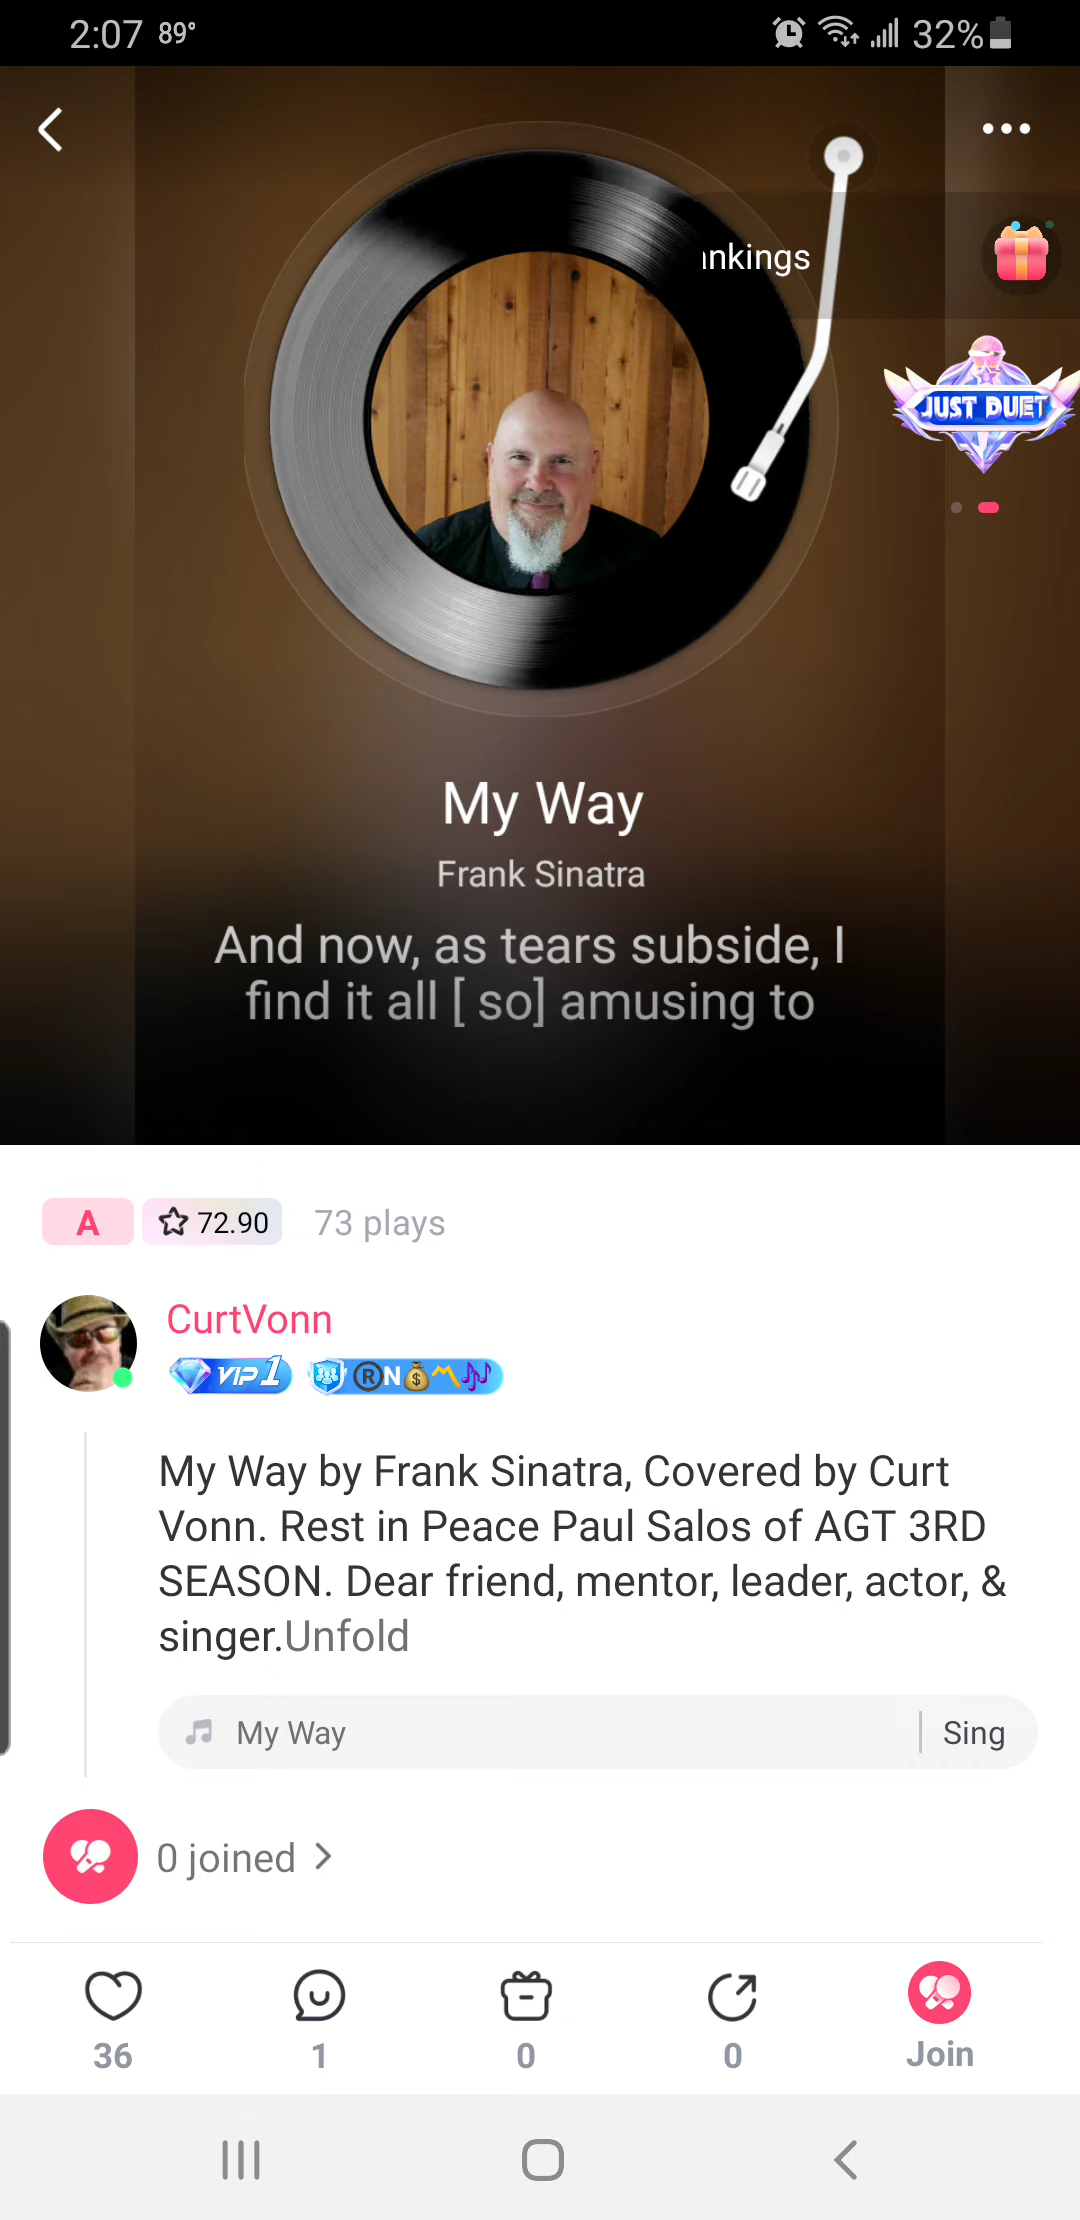 2:07 89° 32%
ankings
JUST DUET
My Way
Frank Sinatra
And now, as tears subside, I
find it all [ so] amusing to
A 72.90 73 plays
CurtVonn
VIP1 ®N💰〽️🎶
My Way by Frank Sinatra, Covered by Curt
Vonn. Rest in Peace Paul Salos of AGT 3RD
SEASON. Dear friend, mentor, leader, actor, &
singer.Unfold
My Way Sing
0 joined
36 1 0 0 Join